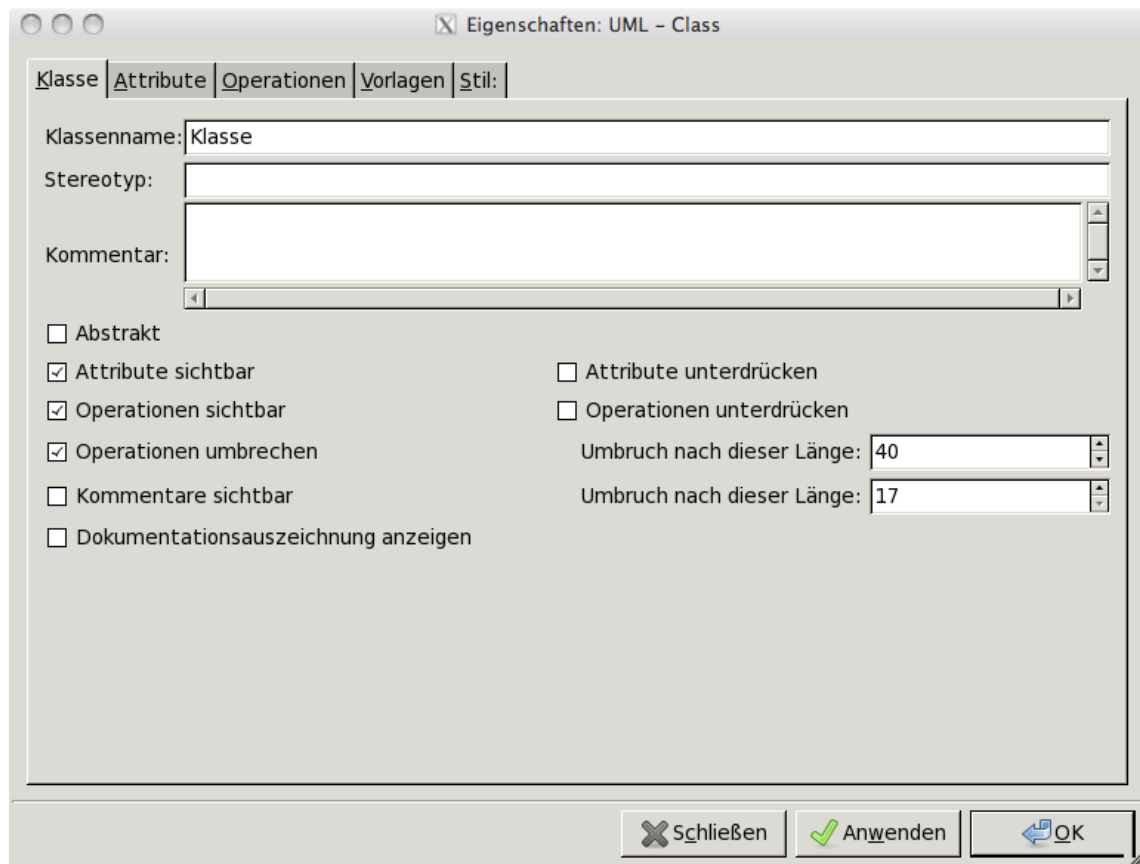 Eigenschaften: UML – Class
Klasse Attribute Operationen Vorlagen Stil:
Klassenname: Klasse
Stereotyp:
Kommentar:
Abstrakt
Attribute sichtbar Attribute unterdrücken
Operationen sichtbar Operationen unterdrücken
Operationen umbrechen Umbruch nach dieser Länge: 40
Kommentare sichtbar Umbruch nach dieser Länge: 17
Dokumentationsauszeichnung anzeigen
Schließen Anwenden OK